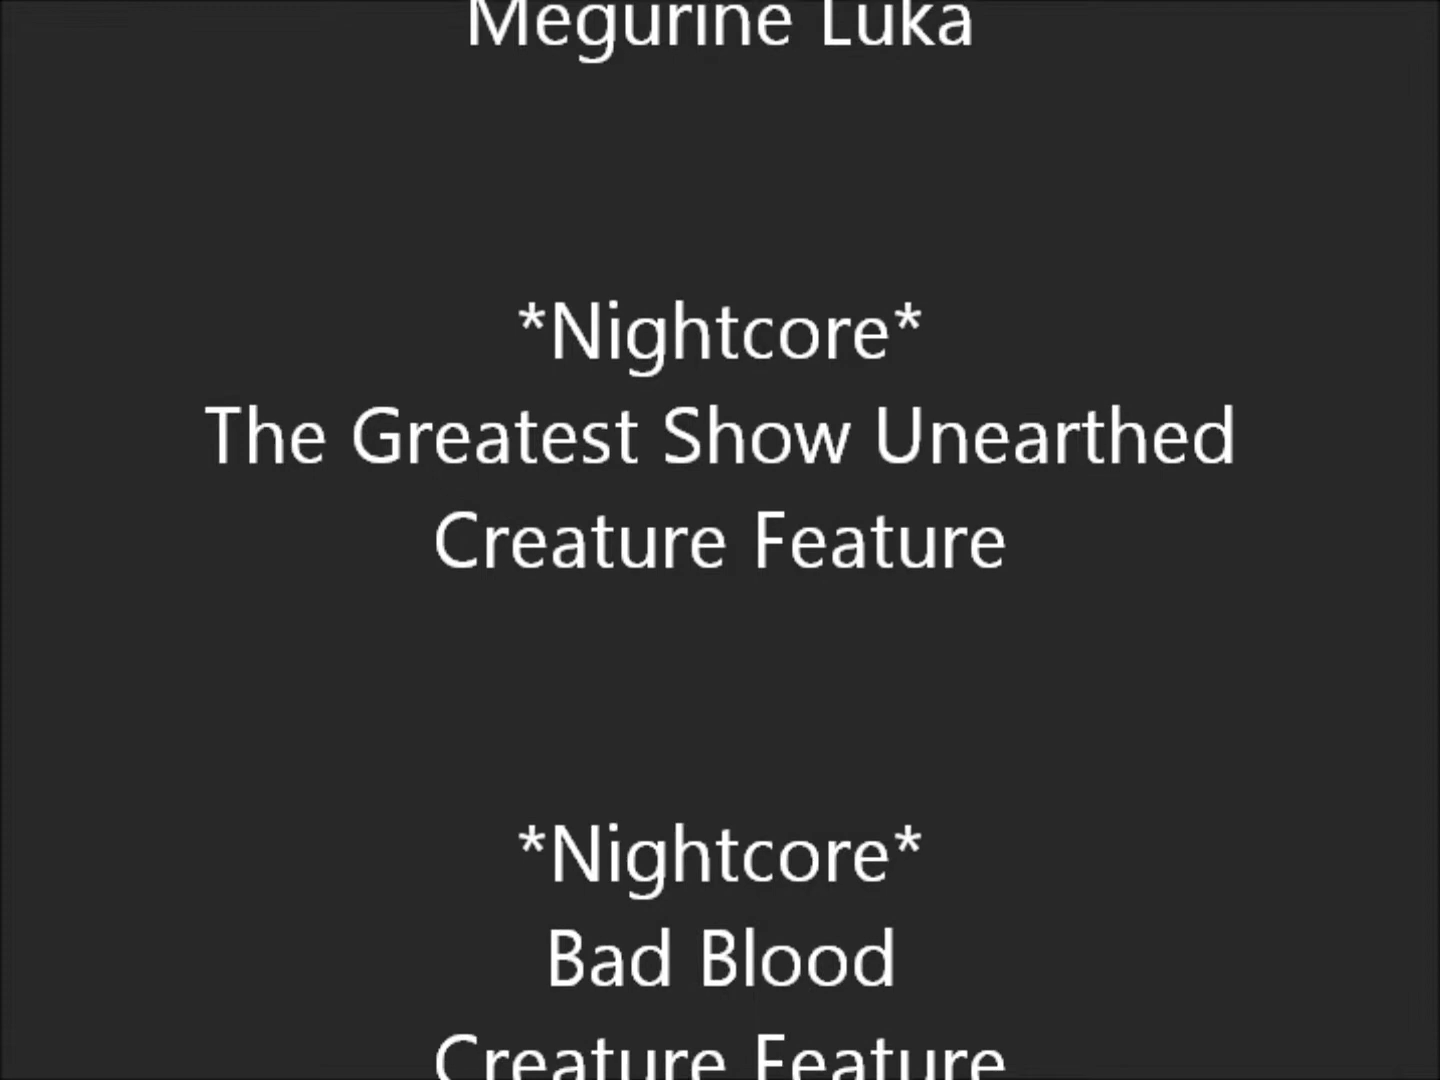 Megurine Luka
*Nightcore*
The Greatest Show Unearthed
Creature Feature
*Nightcore*
Bad Blood
Creature Feature